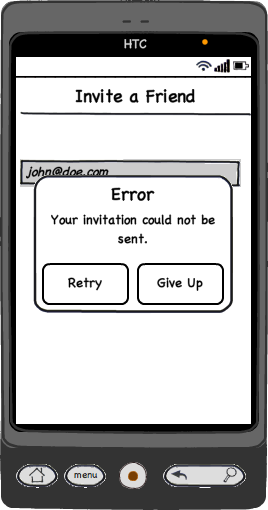 HTC
Invite a Friend
john@doe.com
Error
Your invitation could not be
sent.
Retry
Give Up
menu